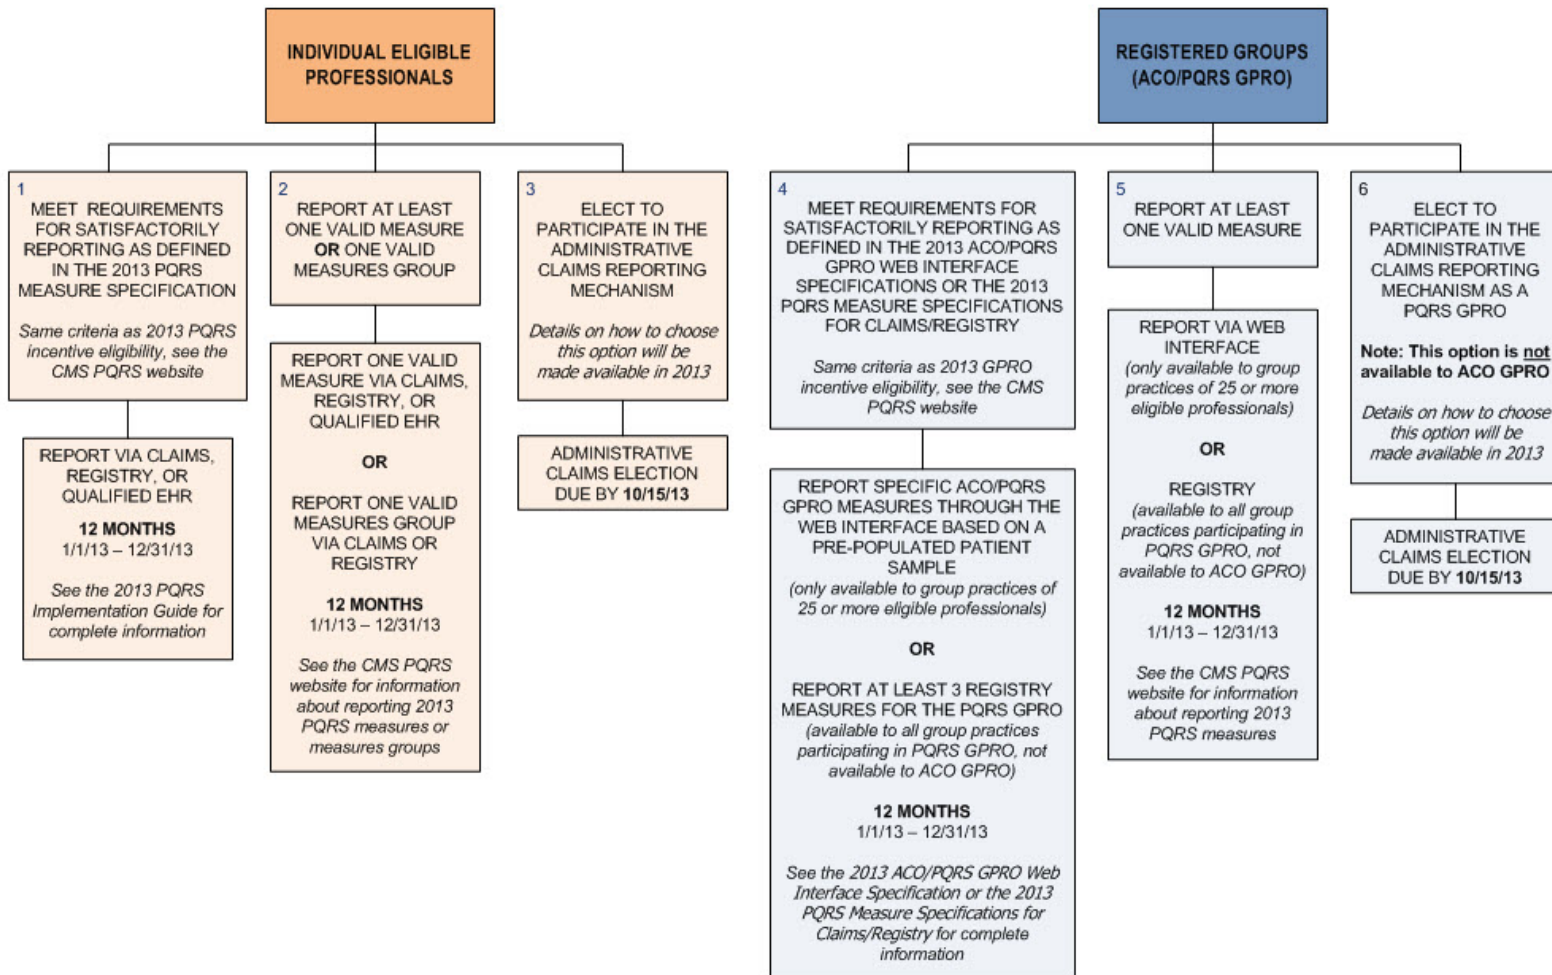 INDIVIDUAL ELIGIBLE
PROFESSIONALS
1
MEET REQUIREMENTS
FOR SATISFACTORILY
REPORTING AS DEFINED
IN THE 2013 PQRS
MEASURE SPECIFICATION
Same criteria as 2013 PQRS
incentive eligibility, see the
CMS PQRS website
REPORT VIA CLAIMS,
REGISTRY, OR
QUALIFIED EHR
12 MONTHS
1/1/13 – 12/31/13
See the 2013 PQRS
Implementation Guide for
complete information
2
REPORT AT LEAST
ONE VALID MEASURE
OR ONE VALID
MEASURES GROUP
REPORT ONE VALID
MEASURE VIA CLAIMS,
REGISTRY, OR
QUALIFIED EHR
OR
REPORT ONE VALID
MEASURES GROUP
VIA CLAIMS OR
REGISTRY
12 MONTHS
1/1/13 – 12/31/13
See the CMS PQRS
website for information
about reporting 2013
PQRS measures or
measures groups
3
ELECT TO
PARTICIPATE IN THE
ADMINISTRATIVE
CLAIMS REPORTING
MECHANISM
Details on how to choose
this option will be
made available in 2013
ADMINISTRATIVE
CLAIMS ELECTION
DUE BY 10/15/13
REGISTERED GROUPS
(ACO/PQRS GPRO)
4
MEET REQUIREMENTS FOR
SATISFACTORILY REPORTING AS
DEFINED IN THE 2013 ACO/PQRS
GPRO WEB INTERFACE
SPECIFICATIONS OR THE 2013
PQRS MEASURE SPECIFICATIONS
FOR CLAIMS/REGISTRY
Same criteria as 2013 GPRO
incentive eligibility, see the CMS
PQRS website
REPORT SPECIFIC ACO/PQRS
GPRO MEASURES THROUGH THE
WEB INTERFACE BASED ON A
PRE-POPULATED PATIENT
SAMPLE
(only available to group practices of
25 or more eligible professionals)
OR
REPORT AT LEAST 3 REGISTRY
MEASURES FOR THE PQRS GPRO
(available to all group practices
participating in PQRS GPRO, not
available to ACO GPRO)
12 MONTHS
1/1/13 – 12/31/13
See the 2013 ACO/PQRS GPRO Web
Interface Specification or the 2013
PQRS Measure Specifications for
Claims/Registry for complete
information
5
REPORT AT LEAST
ONE VALID MEASURE
REPORT VIA WEB
INTERFACE
(only available to group
practices of 25 or more
eligible professionals)
OR
REGISTRY
(available to all group
practices participating in
PQRS GPRO, not
available to ACO GPRO)
12 MONTHS
1/1/13 – 12/31/13
See the CMS PQRS
website for information
about reporting 2013
PQRS measures
6
ELECT TO
PARTICIPATE IN THE
ADMINISTRATIVE
CLAIMS REPORTING
MECHANISM AS A
PQRS GPRO
Note: This option is not
available to ACO GPRO
Details on how to choose
this option will be
made available in 2013
ADMINISTRATIVE
CLAIMS ELECTION
DUE BY 10/15/13